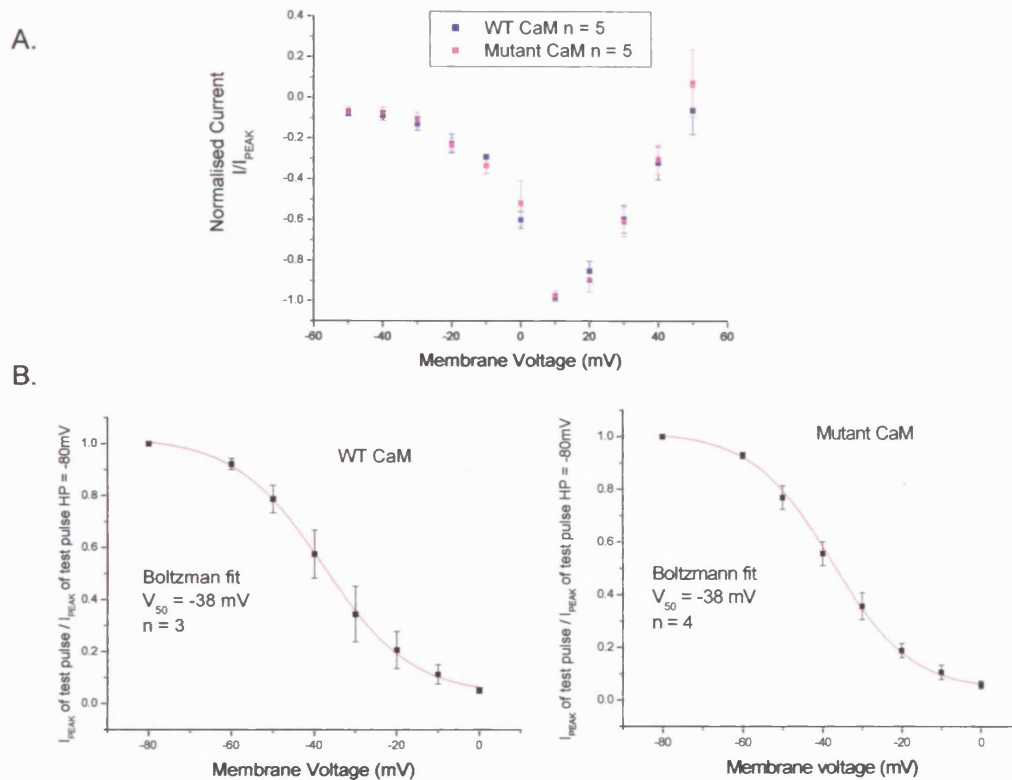 A.
WT CaM n = 5
Mutant CaM n = 5
Normalised Current
I/I_PEAK
0.4
0.2
0.0
-0.2
-0.4
-0.6
-0.8
-1.0
-60 -40 -20 0 20 40 60
Membrane Voltage (mV)
B.
I_PEAK of test pulse / I_PEAK of test pulse HP = -80mV
1.0
0.8
0.6
0.4
0.2
0.0
WT CaM
Boltzman fit
V_50 = -38 mV
n = 3
-80 -60 -40 -20 0
Membrane Voltage (mV)
I_PEAK of test pulse / I_PEAK of test pulse HP = -80mV
1.0
0.8
0.6
0.4
0.2
0.0
Mutant CaM
Boltzmann fit
V_50 = -38 mV
n = 4
-80 -60 -40 -20 0
Membrane voltage (mV)